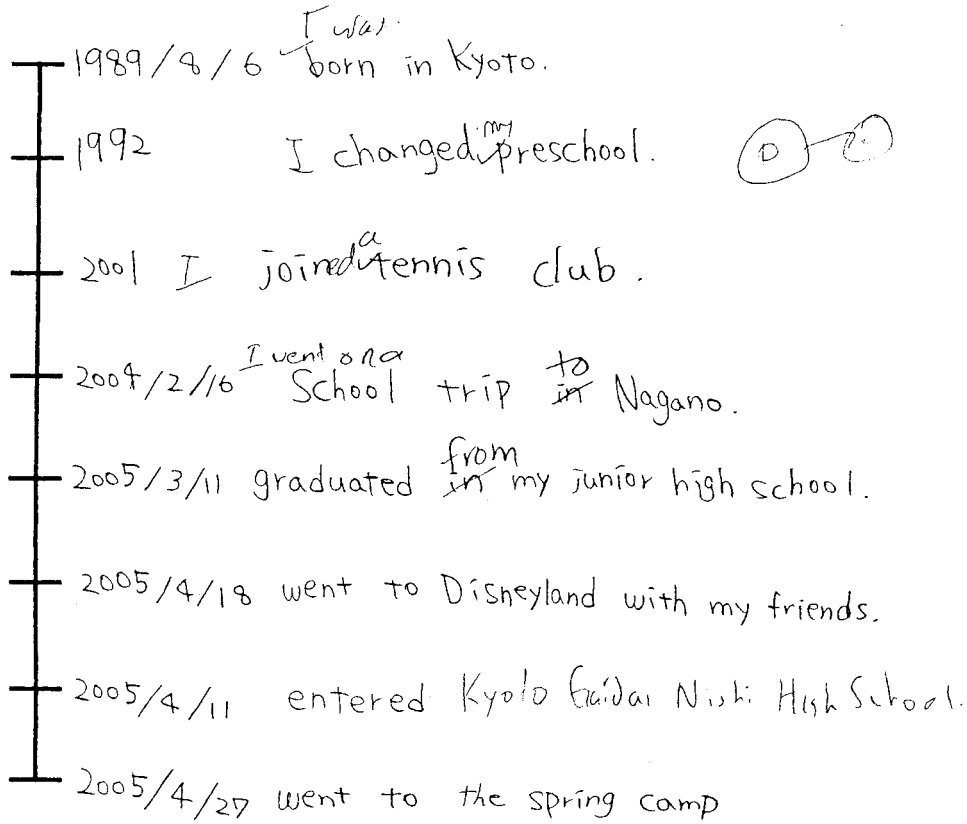 1989/8/6 I was born in Kyoto.
1992 I changed my preschool.
2001 I joined a tennis club.
2004/2/16 I went on a School trip in to Nagano.
2005/3/11 graduated in from my junior high school.
2005/4/18 went to Disneyland with my friends.
2005/4/11 entered Kyoto Gaidai Nishi High School.
2005/4/27 went to the spring camp